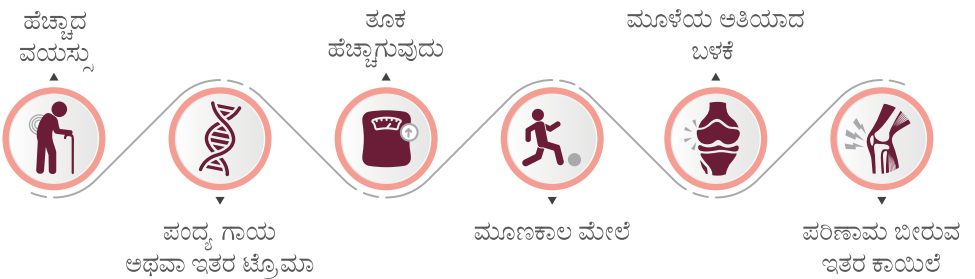 ಹೆಚ್ಚಾದ
ವಯಸ್ಸು
ಪಂದ್ಯ ಗಾಯ
ಅಥವಾ ಇತರ ಟ್ರೊಮಾ
ತೂಕ
ಹೆಚ್ಚಾಗುವುದು
ಮೂಣಕಾಲ ಮೇಲೆ
ಮೂಳೆಯ ಅತಿಯಾದ
ಬಳಕೆ
ಪರಿಣಾಮ ಬೀರುವ
ಇತರ ಕಾಯಿಲೆ